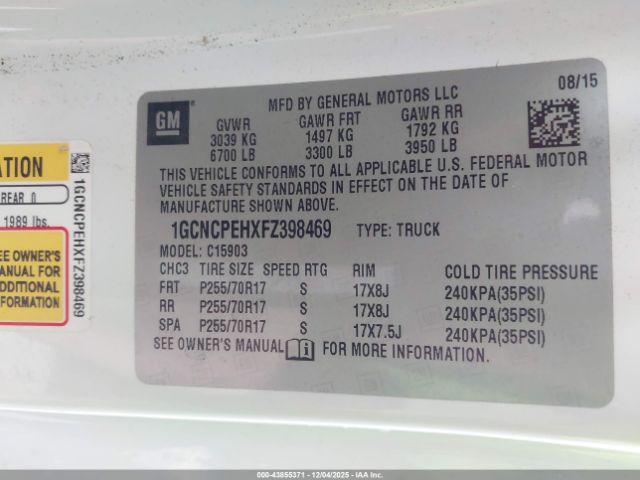 ATION
REAR 0
1989 lbs.
SEE OWNER'S
MANUAL FOR
ADDITIONAL
1GCNCPEHXFZ398469
GM
MFD BY GENERAL MOTORS LLC
08/15
GVWR GAWR FRT GAWR RR
3039 KG 1497 KG 1792 KG
6700 LB 3300 LB 3950 LB
THIS VEHICLE CONFORMS TO ALL APPLICABLE U.S. FEDERAL MOTOR
VEHICLE SAFETY STANDARDS IN EFFECT ON THE DATE OF
MANUFACTURE SHOWN ABOVE.
1GCNCPEHXFZ398469 TYPE: TRUCK
MODEL: C15903
CHC3 TIRE SIZE SPEED RTG RIM COLD TIRE PRESSURE
FRT P255/70R17 S 17X8J 240KPA(35PSI)
RR P255/70R17 S 17X8J 240KPA(35PSI)
SPA P255/70R17 S 17X7.5J 240KPA(35PSI)
SEE OWNER'S MANUAL FOR MORE INFORMATION.
000-43855371 - 12/04/2025 - IAAI.CA